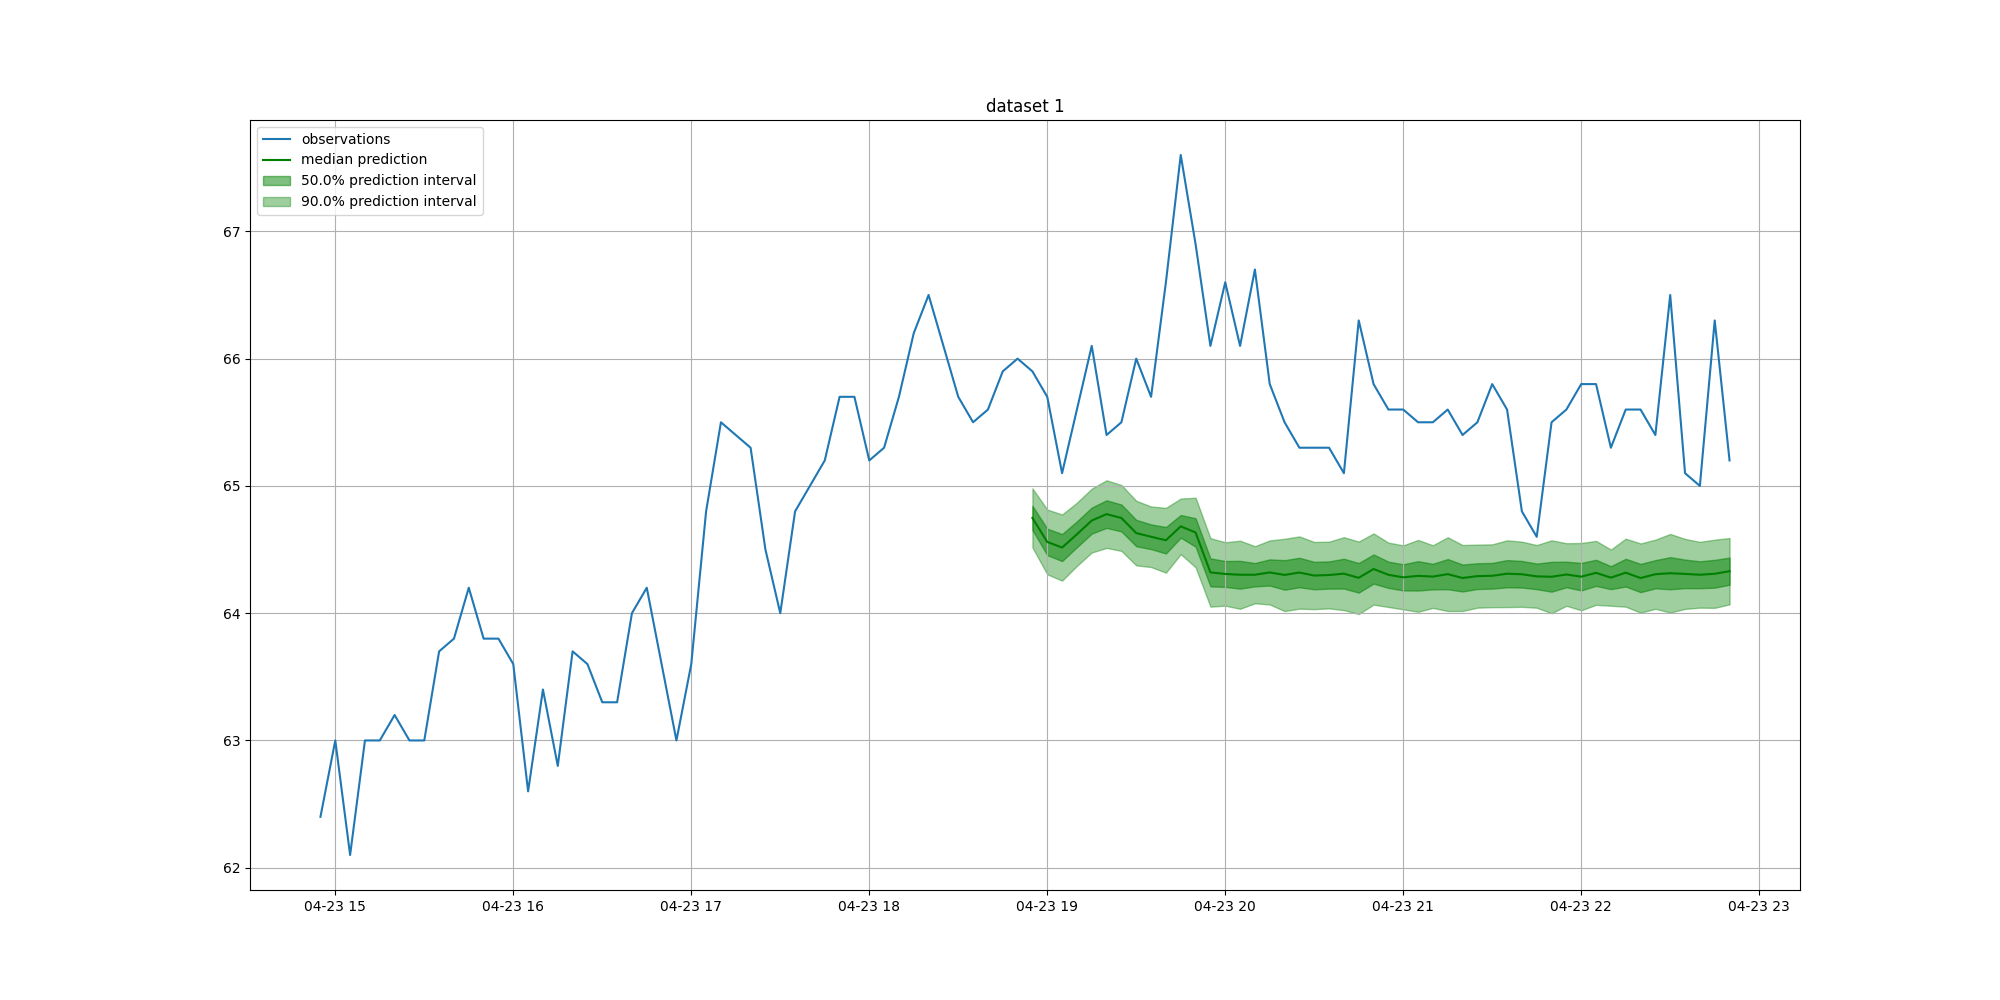 dataset 1
observations
median prediction
50.0% prediction interval
90.0% prediction interval
67
66
65
64
63
62
04-23 15 04-23 16 04-23 17 04-23 18 04-23 19 04-23 20 04-23 21 04-23 22 04-23 23